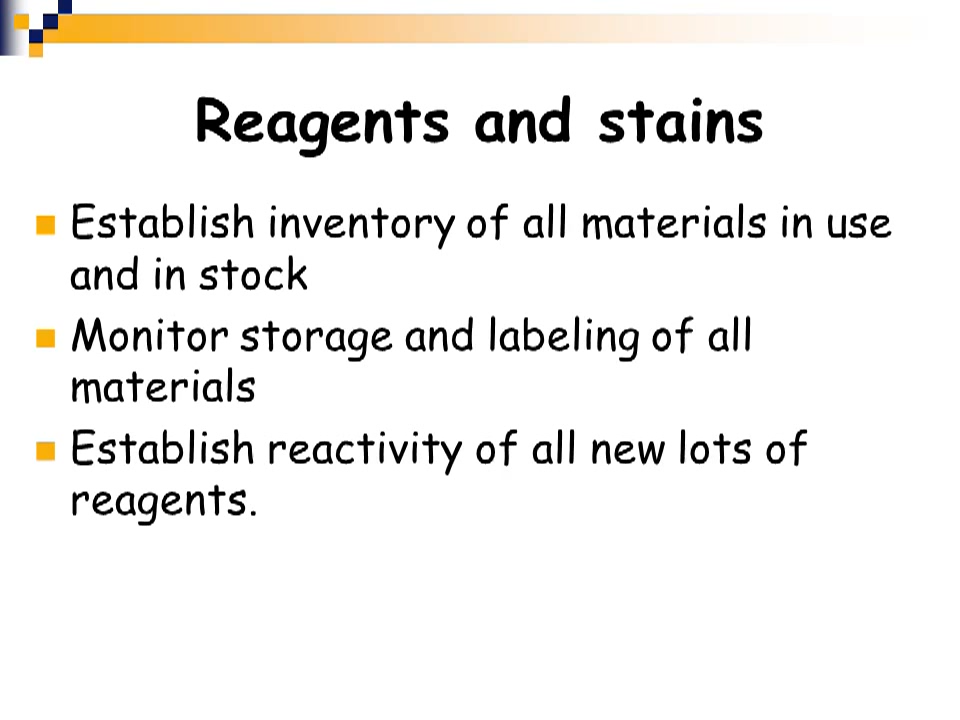 Reagents and stains
Establish inventory of all materials in use
and in stock
Monitor storage and labeling of all
materials
Establish reactivity of all new lots of
reagents.